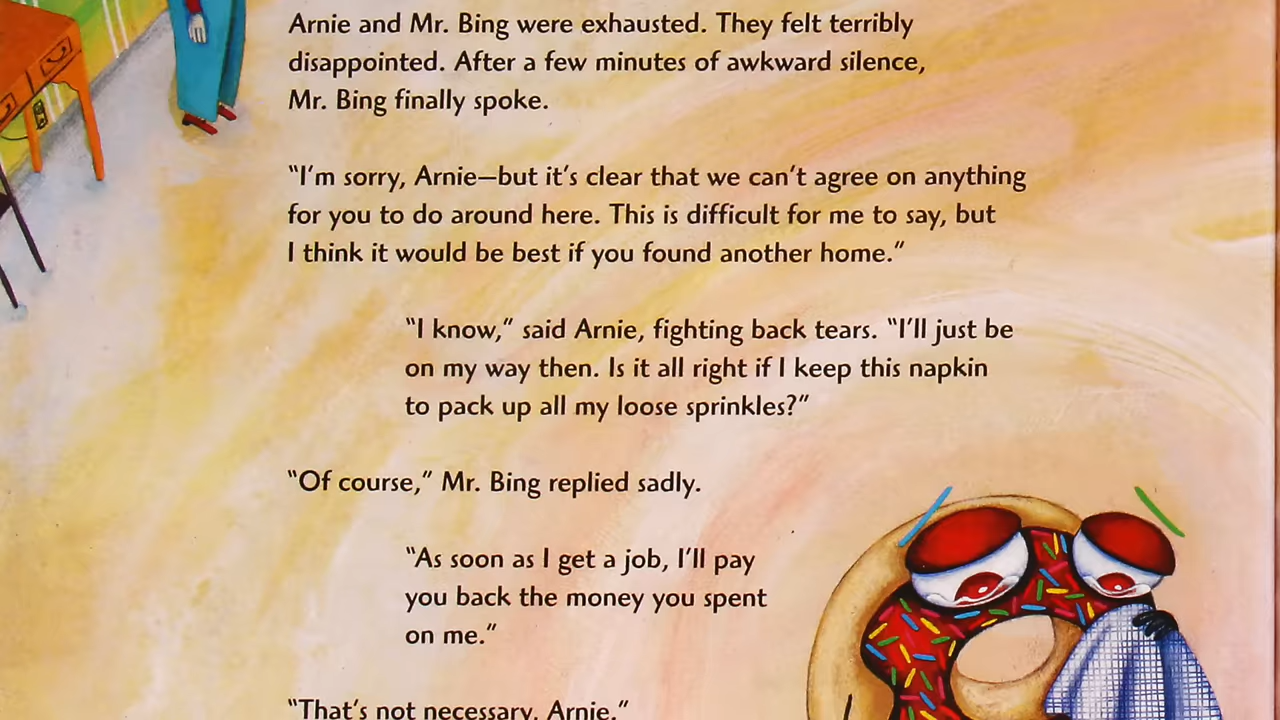 Arnie and Mr. Bing were exhausted. They felt terribly
disappointed. After a few minutes of awkward silence,
Mr. Bing finally spoke.
“I’m sorry, Arnie—but it’s clear that we can’t agree on anything
for you to do around here. This is difficult for me to say, but
I think it would be best if you found another home.”
“I know,” said Arnie, fighting back tears. “I’ll just be
on my way then. Is it all right if I keep this napkin
to pack up all my loose sprinkles?”
“Of course,” Mr. Bing replied sadly.
“As soon as I get a job, I’ll pay
you back the money you spent
on me.”
“That’s not necessary, Arnie.”